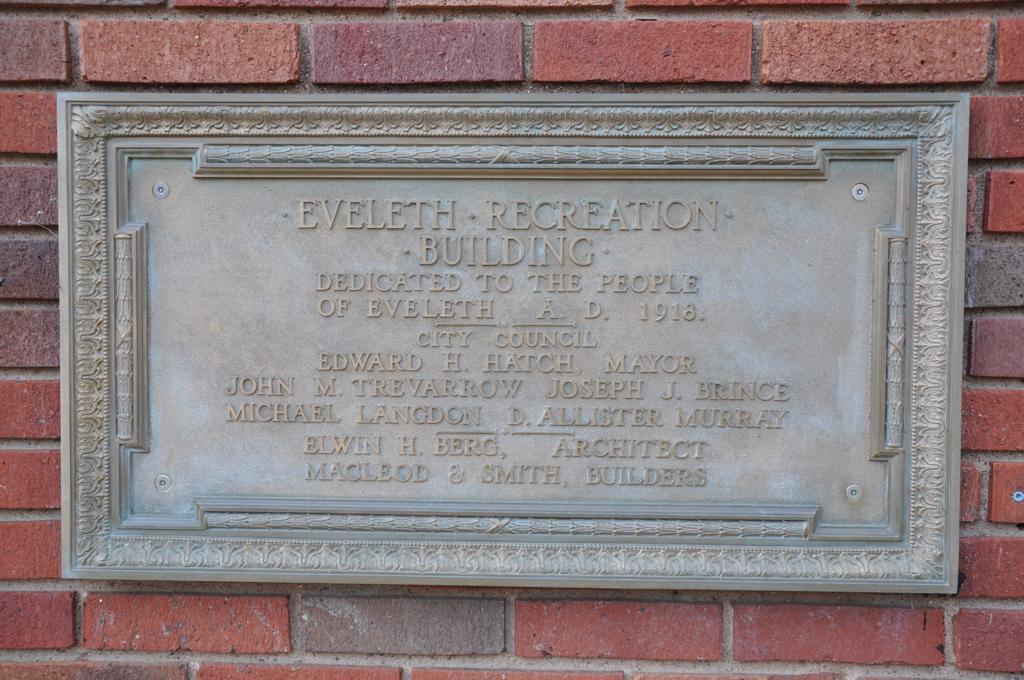 EVELETH · RECREATION ·
· BUILDING ·
DEDICATED TO THE PEOPLE
OF EVELETH A. D. 1918.
CITY COUNCIL
EDWARD H. HATCH, MAYOR
JOHN M. TREVARROW JOSEPH J. BRINCE
MICHAEL LANGDON D. ALLISTER MURRAY
ELWIN H. BERG, ARCHITECT
MACLEOD & SMITH, BUILDERS